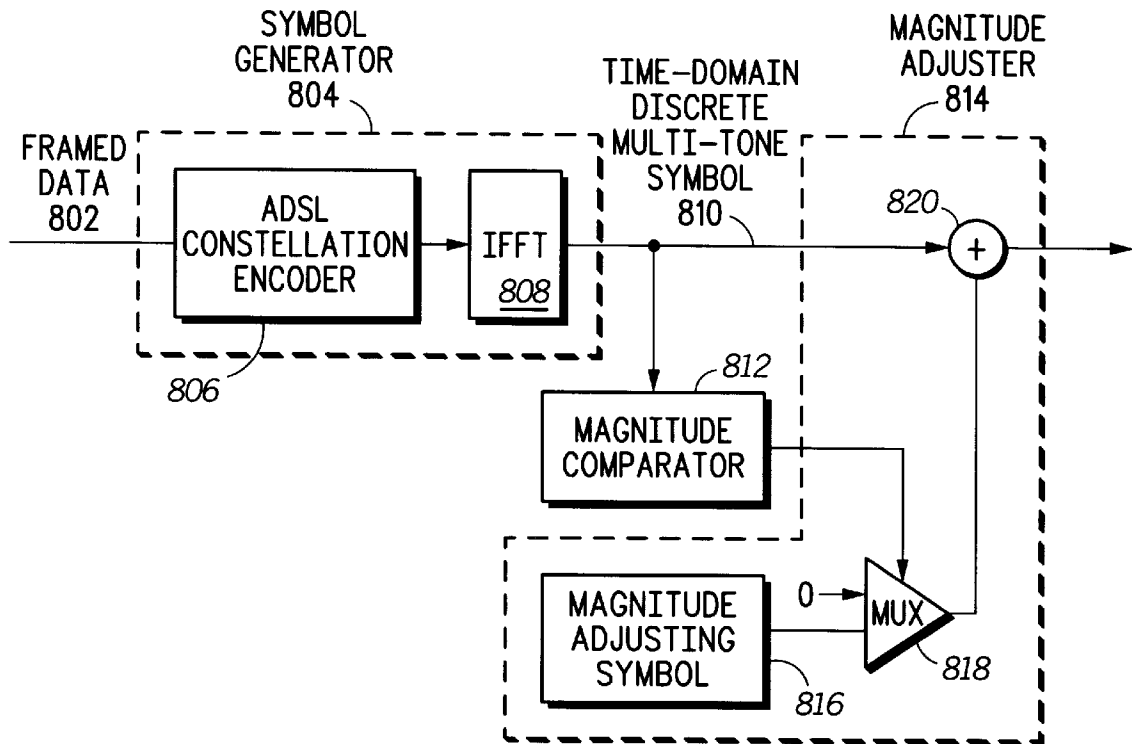 SYMBOL
GENERATOR
804
MAGNITUDE
ADJUSTER
814
TIME-DOMAIN
DISCRETE
MULTI-TONE
SYMBOL
810
FRAMED
DATA
802
ADSL
CONSTELLATION
ENCODER
806
IFFT
808
820
+
812
MAGNITUDE
COMPARATOR
0
MUX
818
MAGNITUDE
ADJUSTING
SYMBOL
816